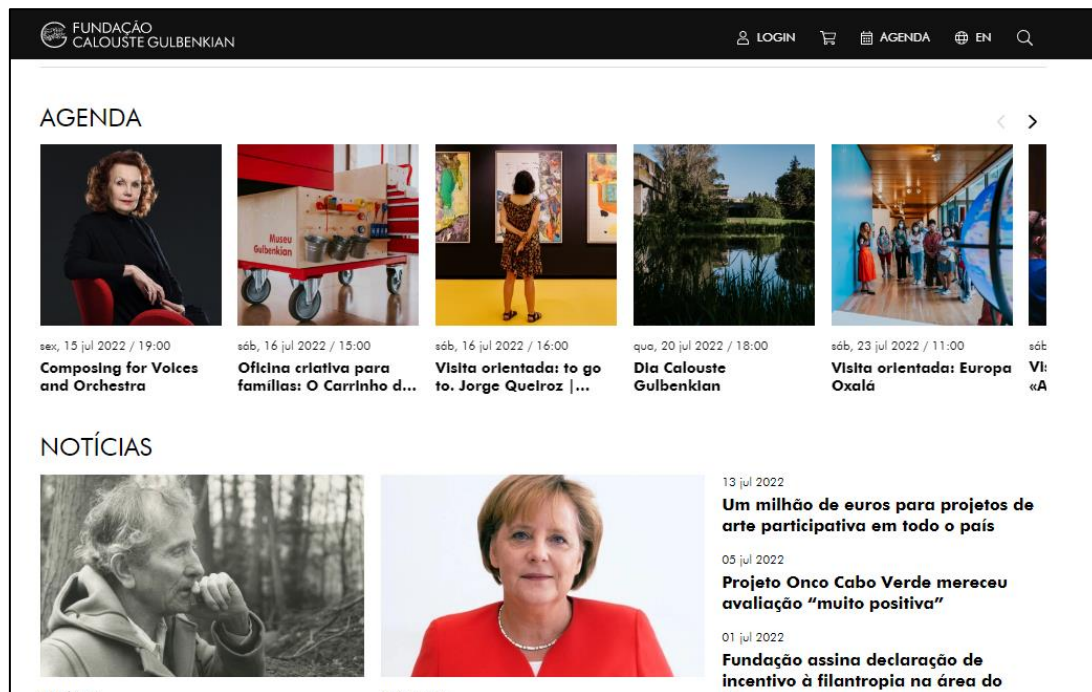 FUNDAÇÃO
CALOUSTE GULBENKIAN
LOGIN
AGENDA
EN
AGENDA
Museu
Gulbenkian
sex, 15 jul 2022 / 19:00
Composing for Voices
and Orchestra
sáb, 16 jul 2022 / 15:00
Oficina criativa para
famílias: O Carrinho d...
sáb, 16 jul 2022 / 16:00
Visita orientada: to go
to. Jorge Queiroz |...
qua, 20 jul 2022 / 18:00
Dia Calouste
Gulbenkian
sáb, 23 jul 2022 / 11:00
Visita orientada: Europa
Oxalá
sáb
«A
NOTÍCIAS
13 jul 2022
Um milhão de euros para projetos de
arte participativa em todo o país
05 jul 2022
Projeto Onco Cabo Verde mereceu
avaliação “muito positiva”
01 jul 2022
Fundação assina declaração de
incentivo à filantropia na área do